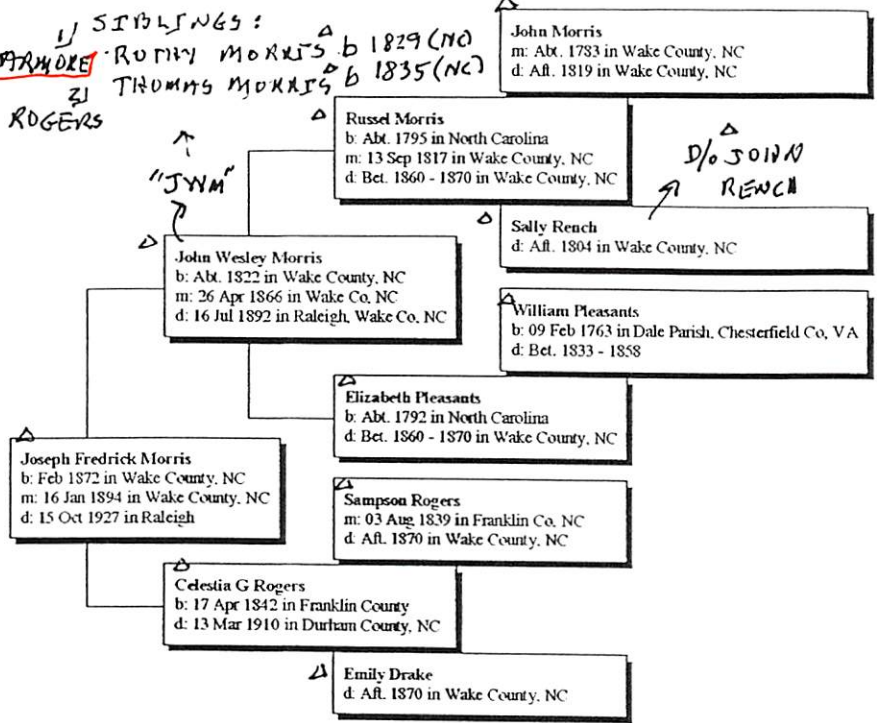 1) SIBLINGS:
RUTHY MORRIS b 1829 (NC)
2) THOMAS MORRIS b 1835 (NC)
ROGERS
"JWM"
John Morris
m: Abt. 1783 in Wake County, NC
d: Aft. 1819 in Wake County, NC
Russel Morris
b: Abt. 1795 in North Carolina
m: 13 Sep 1817 in Wake County, NC
d: Bet. 1860 - 1870 in Wake County, NC
D/o JOHN
RENCH
Sally Rench
d: Aft. 1804 in Wake County, NC
John Wesley Morris
b: Abt. 1822 in Wake County, NC
m: 26 Apr 1866 in Wake Co, NC
d: 16 Jul 1892 in Raleigh, Wake Co, NC
William Pleasants
b: 09 Feb 1763 in Dale Parish, Chesterfield Co, VA
d: Bet. 1833 - 1858
Elizabeth Pleasants
b: Abt. 1792 in North Carolina
d: Bet. 1860 - 1870 in Wake County, NC
Joseph Fredrick Morris
b: Feb 1872 in Wake County, NC
m: 16 Jan 1894 in Wake County, NC
d: 15 Oct 1927 in Raleigh
Sampson Rogers
m: 03 Aug 1839 in Franklin Co, NC
d: Aft. 1870 in Wake County, NC
Celestia G Rogers
b: 17 Apr 1842 in Franklin County
d: 13 Mar 1910 in Durham County, NC
Emily Drake
d: Aft. 1870 in Wake County, NC